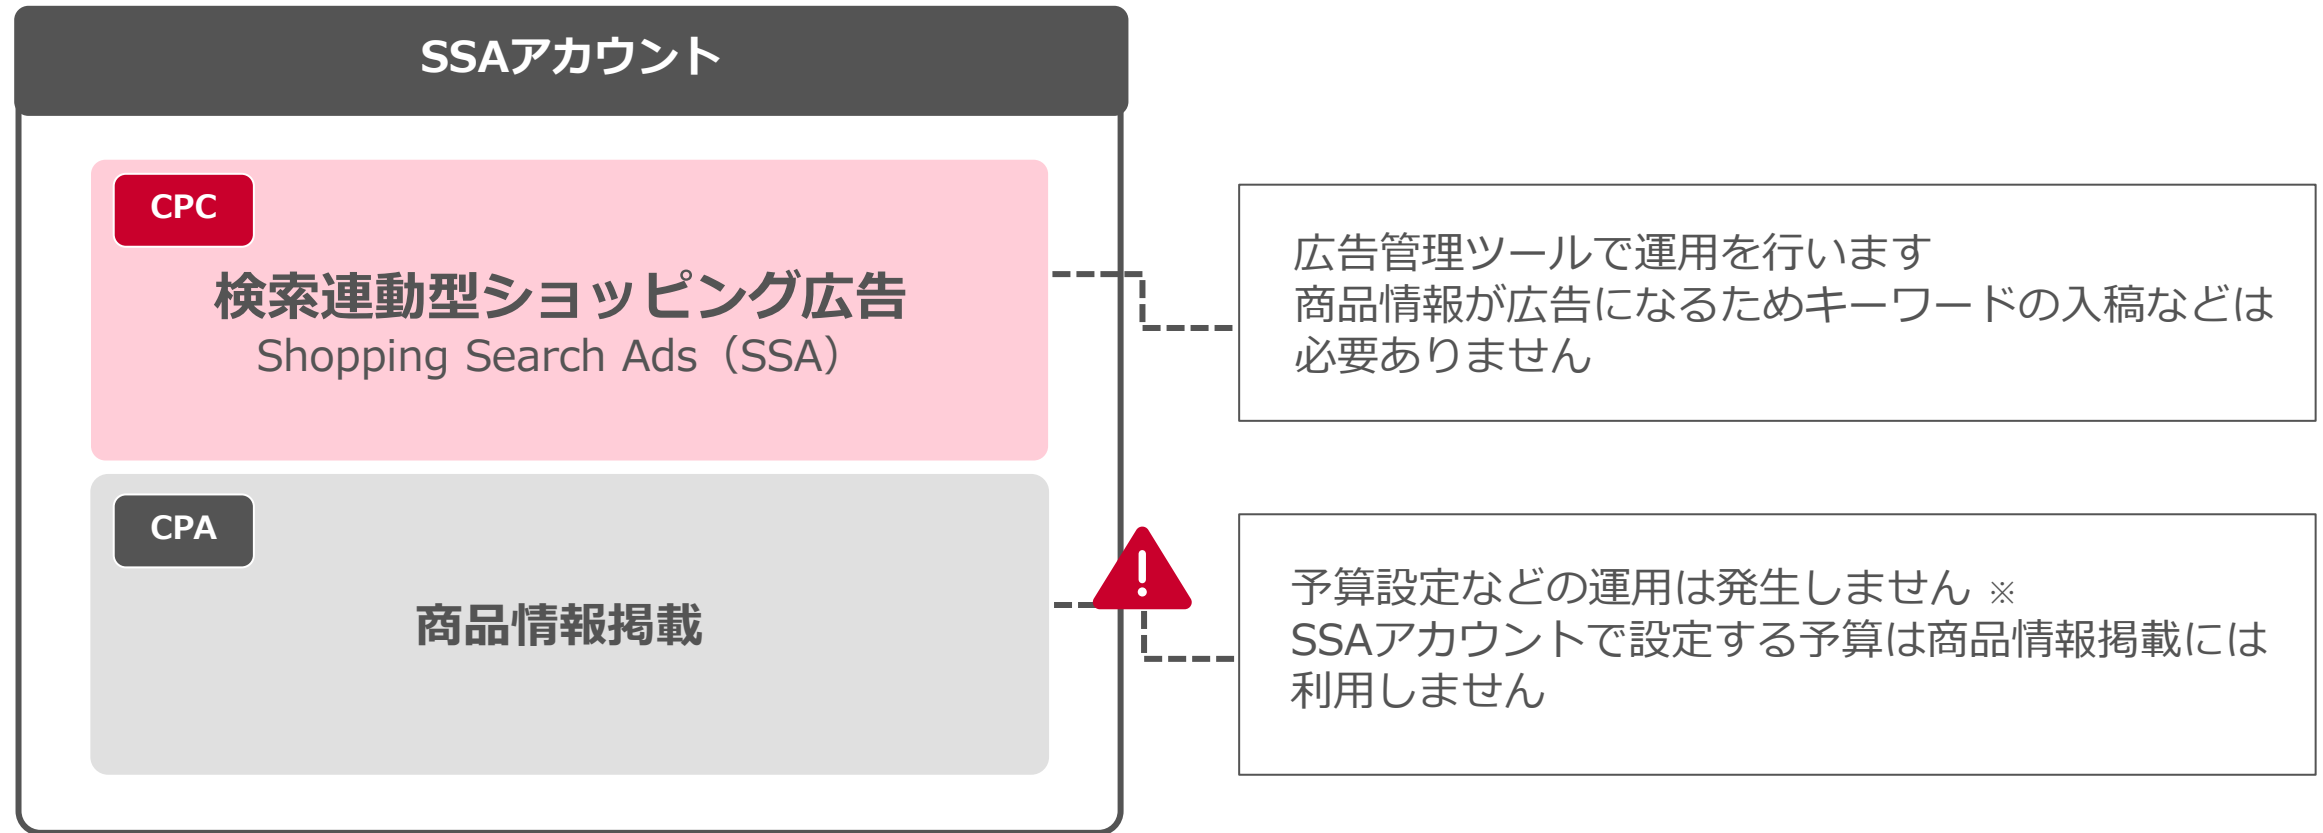 SSAアカウント
CPC
検索連動型ショッピング広告
Shopping Search Ads（SSA）
広告管理ツールで運用を行います
商品情報が広告になるためキーワードの入稿などは
必要ありません
CPA
商品情報掲載
予算設定などの運用は発生しません ※
SSAアカウントで設定する予算は商品情報掲載には
利用しません